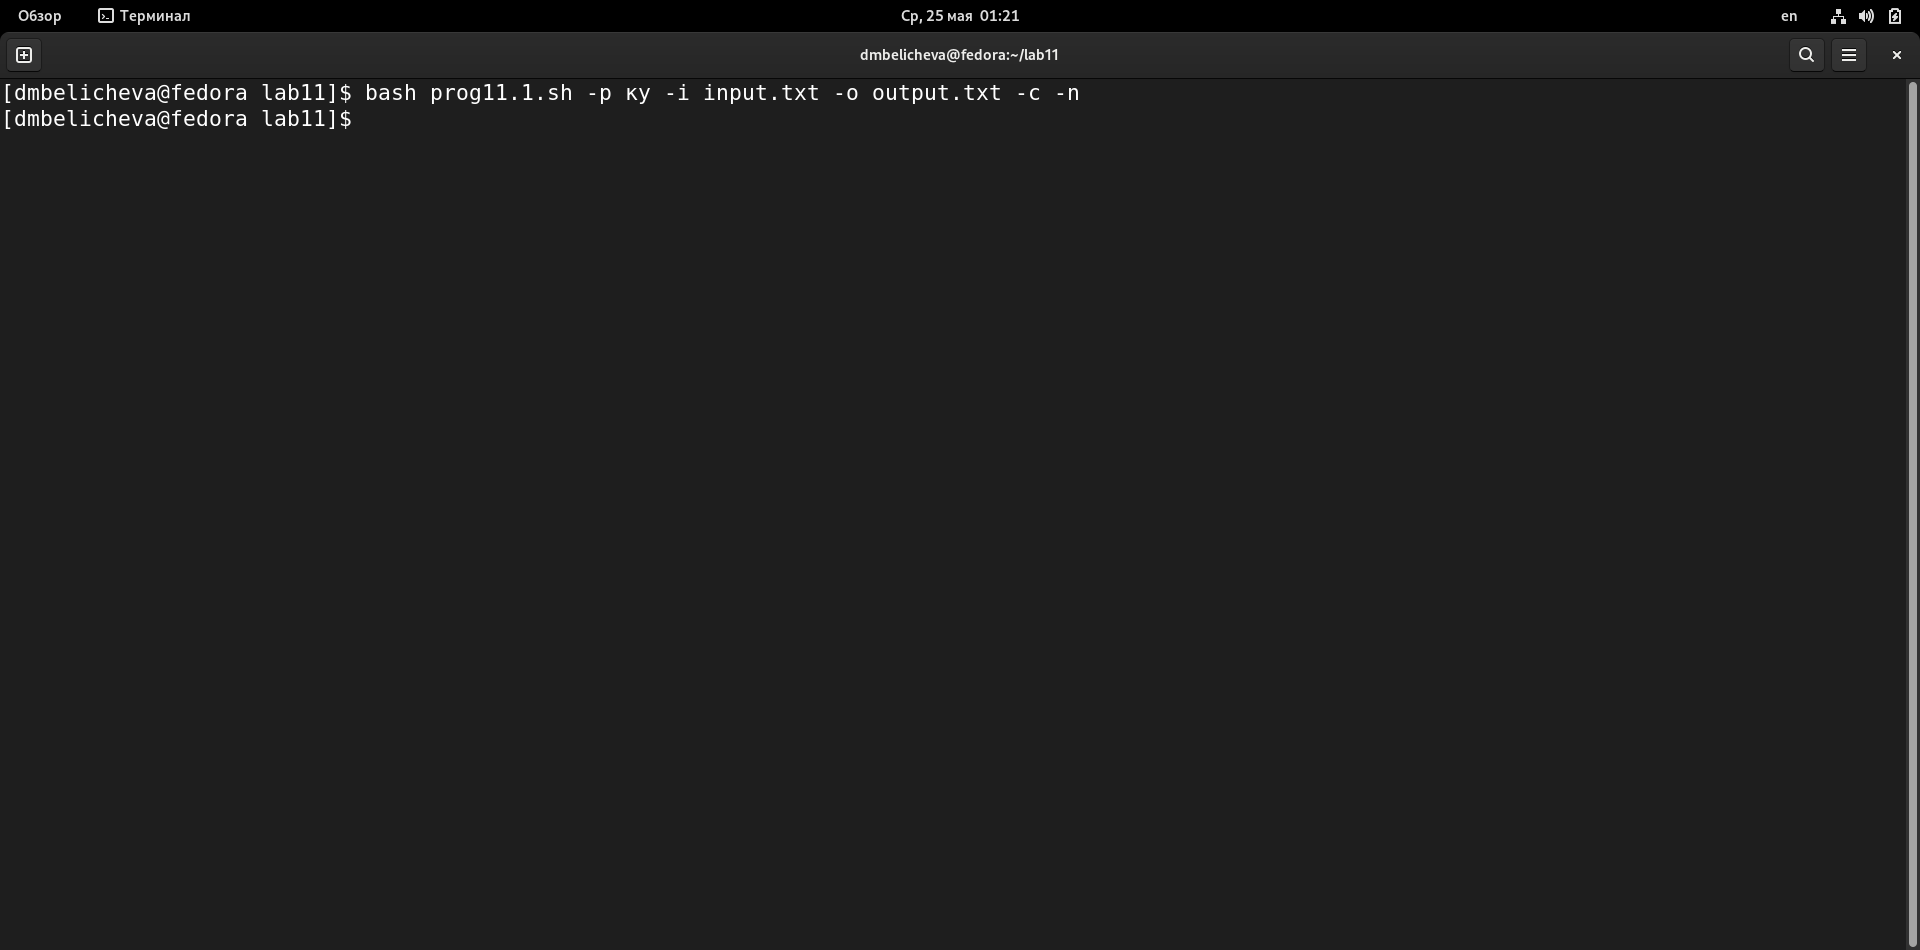 Обзор Терминал Ср, 25 мая 01:21 en
dmbelicheva@fedora:~/lab11
[dmbelicheva@fedora lab11]$ bash prog11.1.sh -p ку -i input.txt -o output.txt -c -n
[dmbelicheva@fedora lab11]$